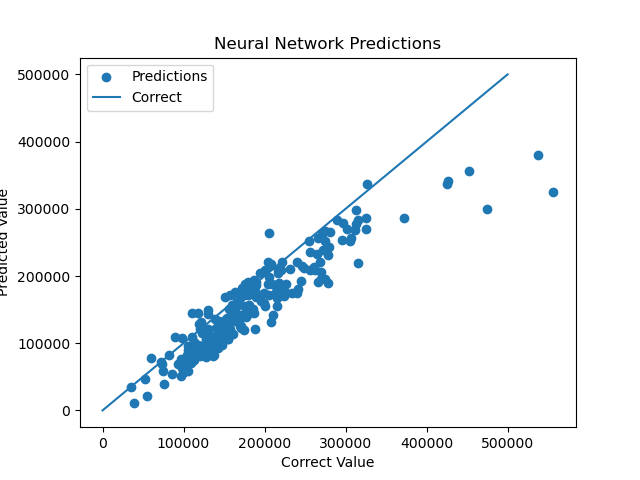 Neural Network Predictions
Predictions
Correct
500000
400000
300000
200000
100000
0
Predicted Value
0 100000 200000 300000 400000 500000
Correct Value